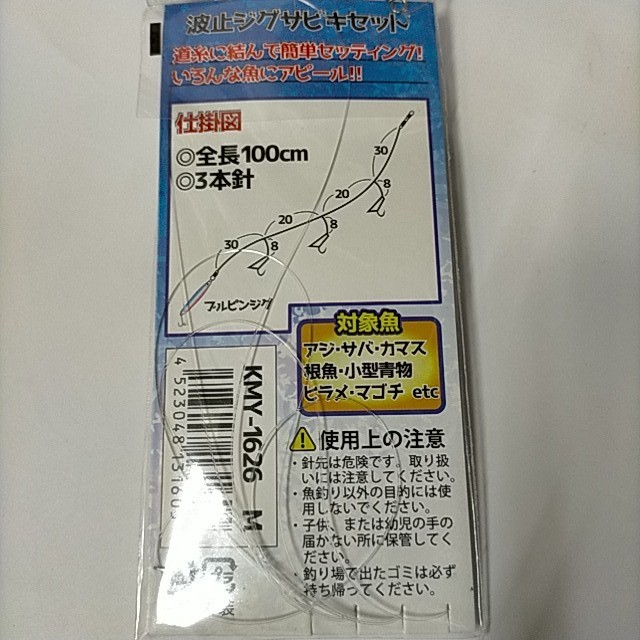 波止ジグサビキセット
道糸に結んで簡単セッティング!
いろんな魚にアピール!!
仕掛図
◎全長100cm
◎3本針
30
8
20
8
20
8
30
ブルピンジグ
対象魚
アジ・サバ・カマス
根魚・小型青物
ヒラメ・マゴチ etc
KMY-1626 M
使用上の注意
・針先は危険です。取り扱
いには注意してください。
・魚釣り以外の目的には使
用しないでください。
・子供、または幼児の手の
届かない所に保管してく
ださい。
・釣り場で出たゴミは必ず
持ち帰ってください。
プラ